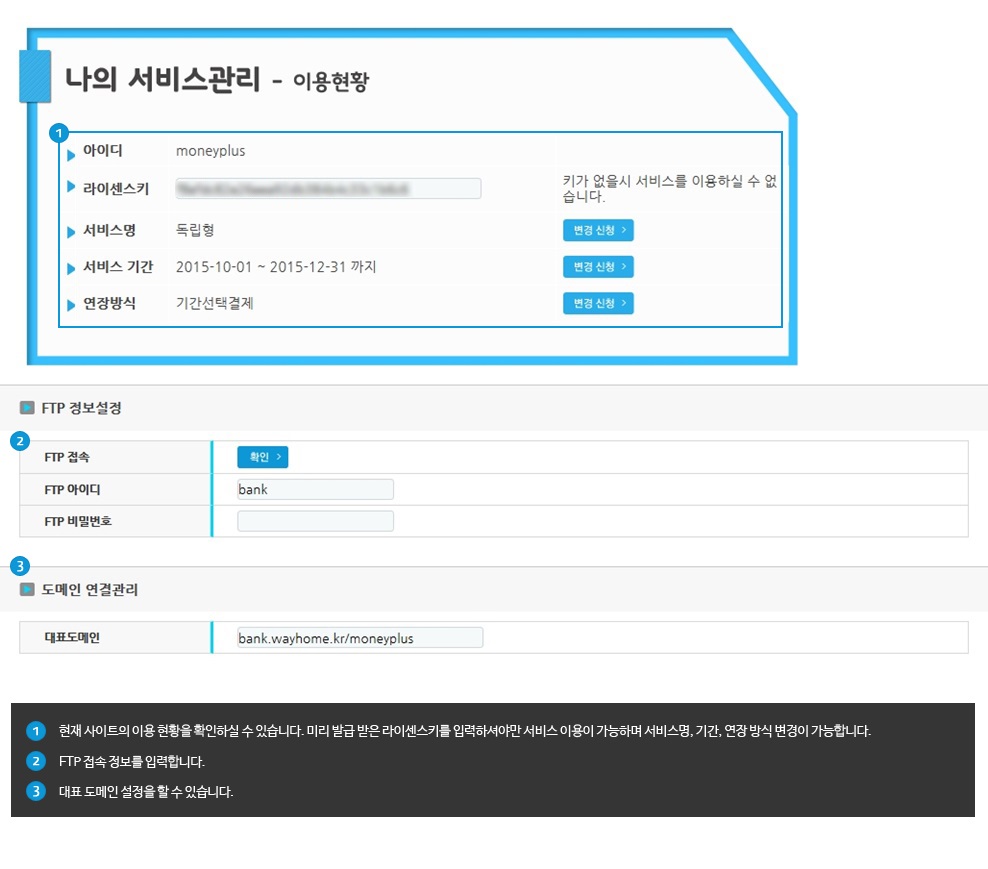 나의 서비스관리 - 이용현황
1
아이디 moneyplus
라이센스키 키가 없을시 서비스를 이용하실 수 없
습니다.
서비스명 독립형 변경 신청 >
서비스 기간 2015-10-01 ~ 2015-12-31 까지 변경 신청 >
연장방식 기간선택결제 변경 신청 >
FTP 정보설정
2
FTP 접속 확인 >
FTP 아이디 bank
FTP 비밀번호
3
도메인 연결관리
대표도메인 bank.wayhome.kr/moneyplus
1 현재 사이트의 이용 현황을 확인하실 수 있습니다. 미리 발급 받은 라이센스키를 입력하셔야만 서비스 이용이 가능하며 서비스명, 기간, 연장 방식 변경이 가능합니다.
2 FTP 접속 정보를 입력합니다.
3 대표 도메인 설정을 할 수 있습니다.